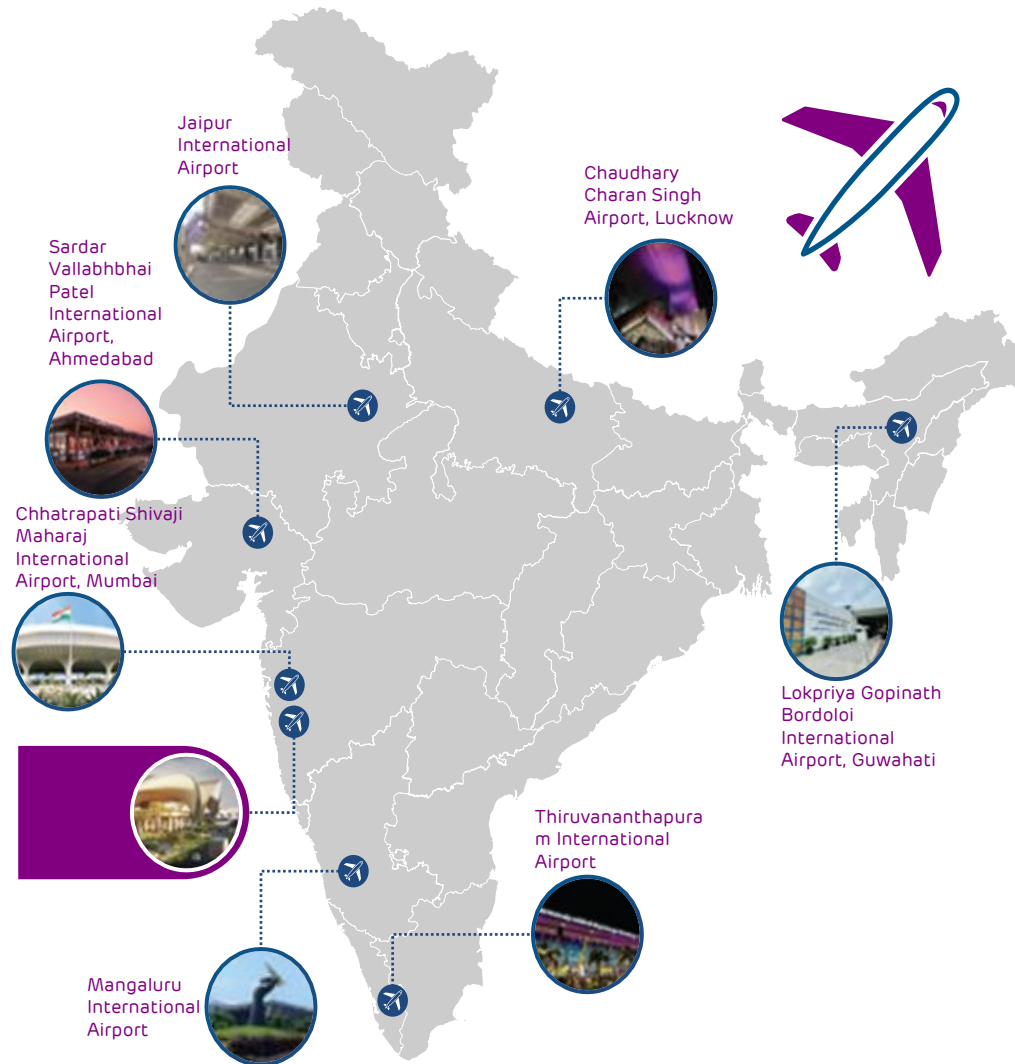 Jaipur
International
Airport
Chaudhary
Charan Singh
Airport, Lucknow
Sardar
Vallabhbhai
Patel
International
Airport,
Ahmedabad
Chhatrapati Shivaji
Maharaj
International
Airport, Mumbai
Lokpriya Gopinath
Bordoloi
International
Airport, Guwahati
Thiruvananthapura
m International
Airport
Mangaluru
International
Airport